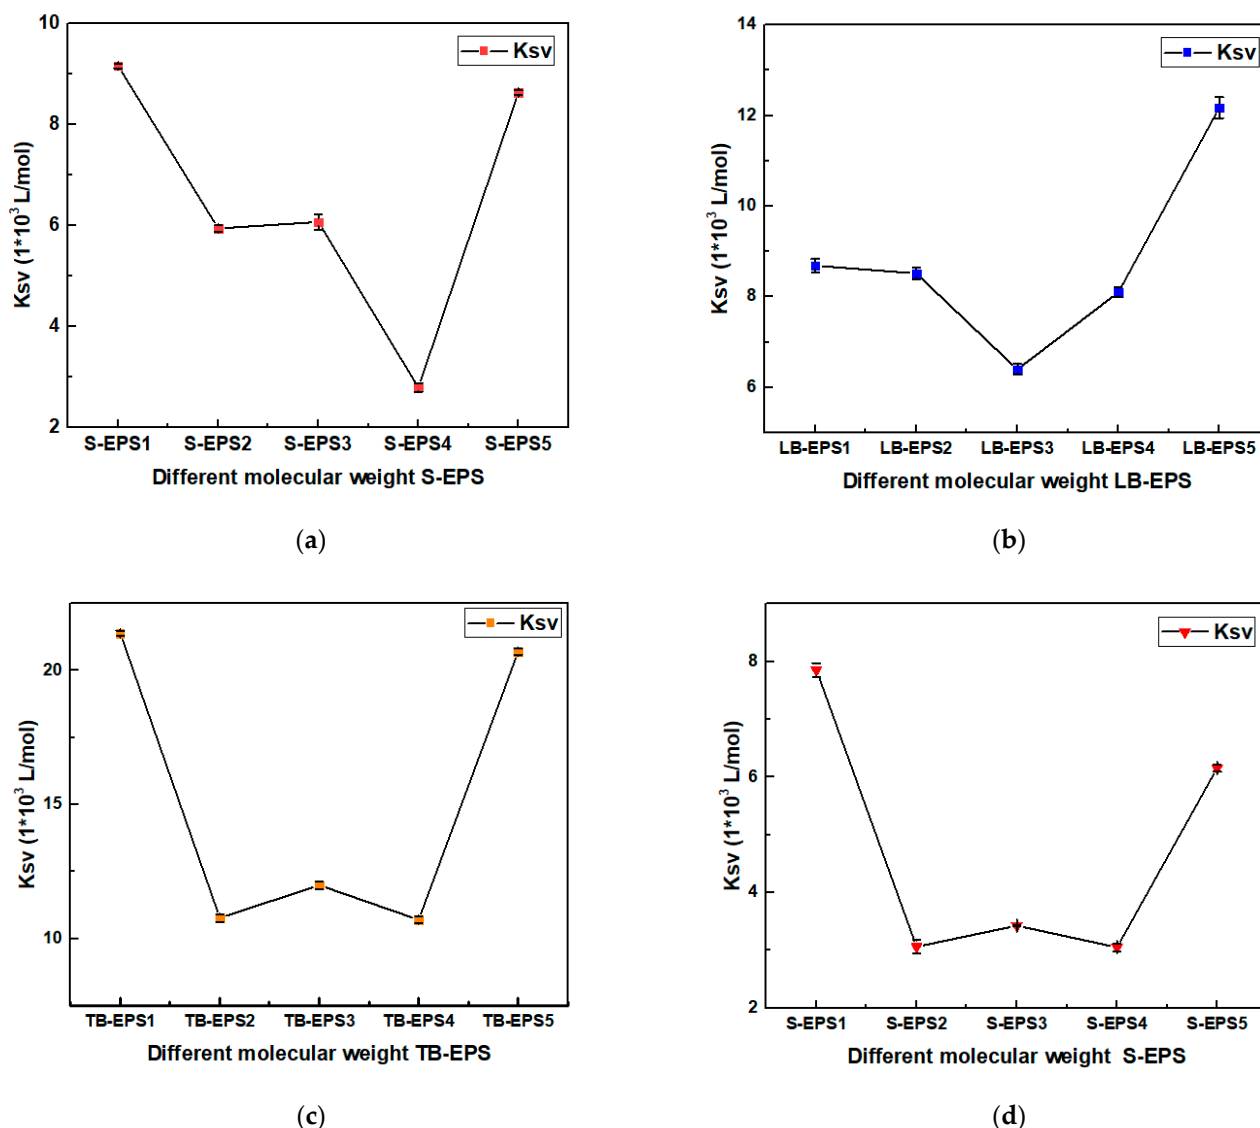 10
8
6
4
2
Ksv (1*10³ L/mol)
Ksv
S-EPS1 S-EPS2 S-EPS3 S-EPS4 S-EPS5
Different molecular weight S-EPS
(a)
14
12
10
8
6
Ksv (1*10³ L/mol)
Ksv
LB-EPS1 LB-EPS2 LB-EPS3 LB-EPS4 LB-EPS5
Different molecular weight LB-EPS
(b)
20
15
10
Ksv (1*10³ L/mol)
Ksv
TB-EPS1 TB-EPS2 TB-EPS3 TB-EPS4 TB-EPS5
Different molecular weight TB-EPS
(c)
8
6
4
2
Ksv (1*10³ L/mol)
Ksv
S-EPS1 S-EPS2 S-EPS3 S-EPS4 S-EPS5
Different molecular weight S-EPS
(d)